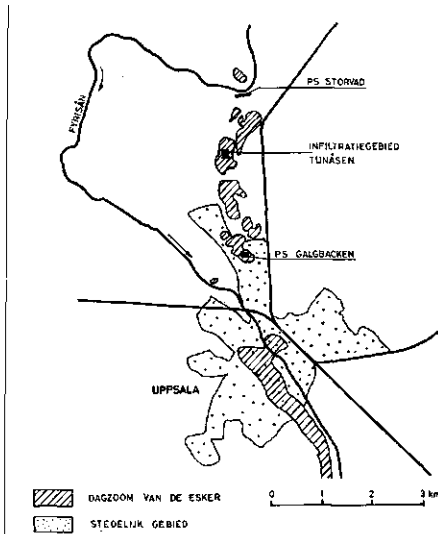 PS STORVAD
FYRISÅN
INFILTRATIEGEBIED
TUNÅSEN
PS GALGBACKEN
UPPSALA
DAGZOOM VAN DE ESKER
STEDELIJK GEBIED
0 1 2 3 km